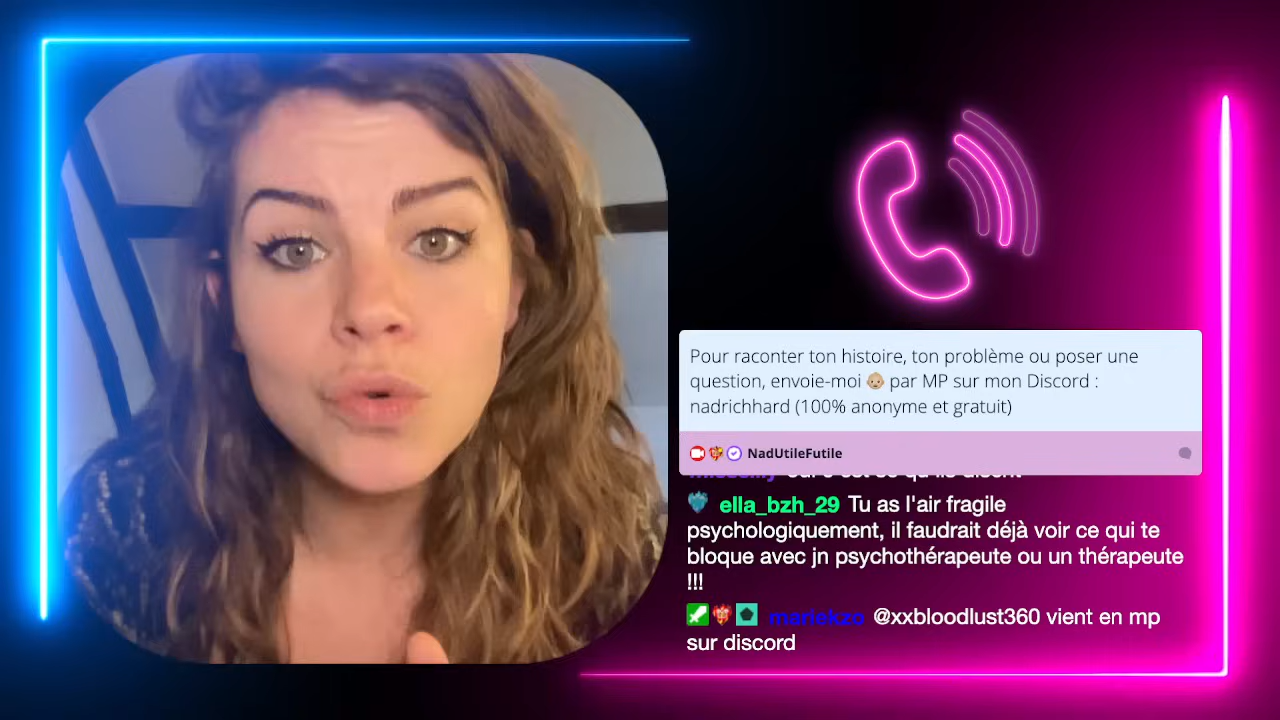 Pour raconter ton histoire, ton problème ou poser une
question, envoie-moi 👶🏼 par MP sur mon Discord :
nadrichhard (100% anonyme et gratuit)
NadUtileFutile
ella_bzh_29 Tu as l'air fragile
psychologiquement, il faudrait déjà voir ce qui te
bloque avec jn psychothérapeute ou un thérapeute
!!!
mariekzo @xxbloodlust360 vient en mp
sur discord